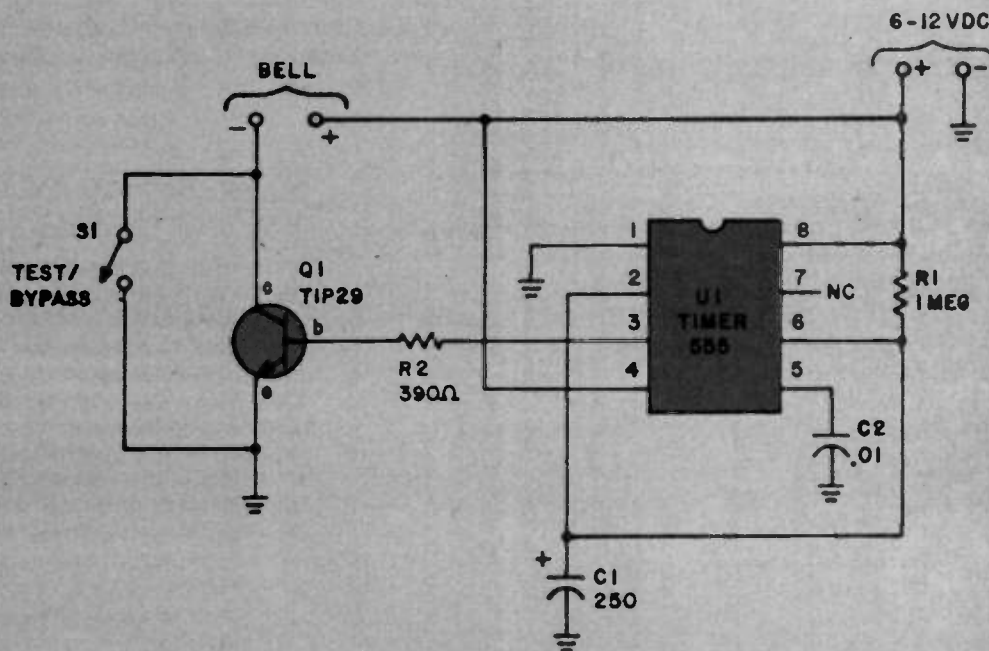 6-12 VDC
+ -
BELL
- +
S1
TEST/
BYPASS
Q1
TIP29
c
b
e
R2
390Ω
1
2
3
4
U1
TIMER
555
8
7
6
5
NC
R1
1 MEG
C2
.01
+
C1
250